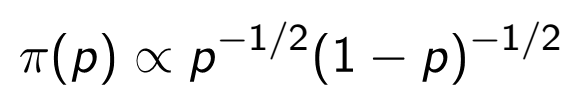 π(p) ∝ p^{-1/2}(1 − p)^{-1/2}